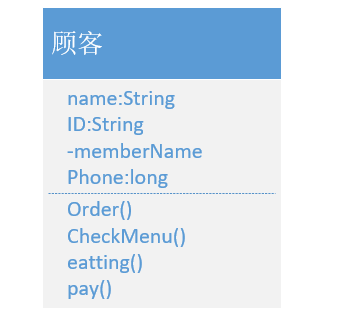 顾客
name:String
ID:String
-memberName
Phone:long
Order()
CheckMenu()
eatting()
pay()